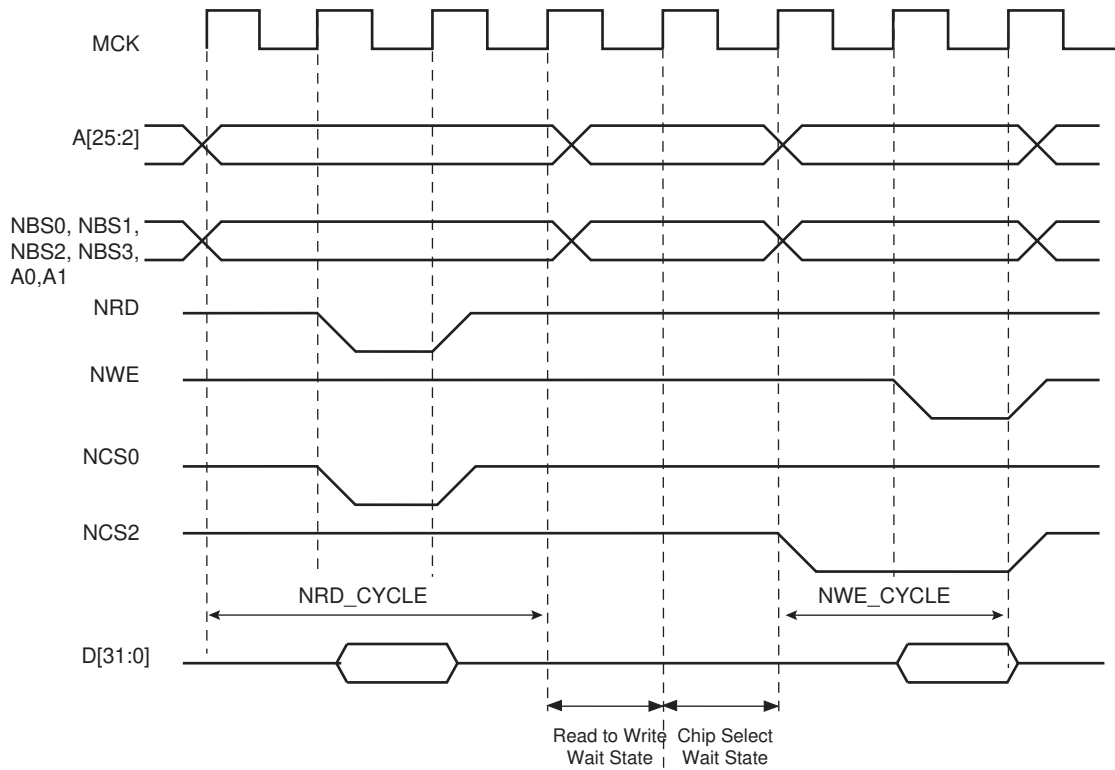 MCK
A[25:2]
NBS0, NBS1,
NBS2, NBS3,
A0,A1
NRD
NWE
NCS0
NCS2
NRD_CYCLE
NWE_CYCLE
D[31:0]
Read to Write
Wait State
Chip Select
Wait State